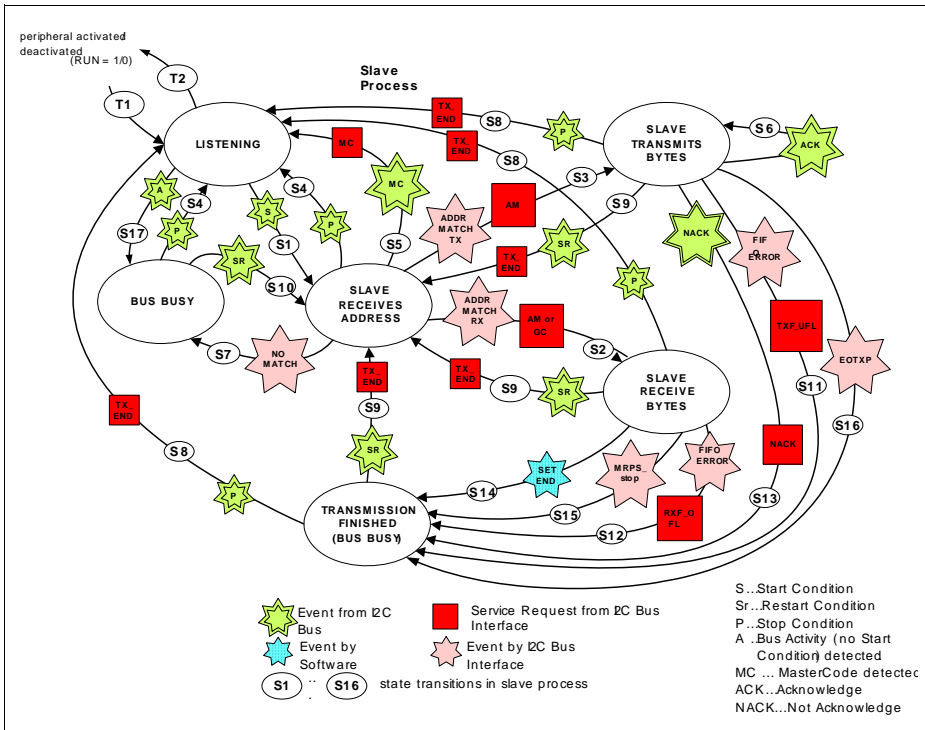 peripheral activated/
deactivated
(RUN = 1/0)
T2
T1
Slave
Process
TX_
END
S8
P
TX_
END
S8
MC
MC
S5
LISTENING
SLAVE
TRANSMITS
BYTES
S6
ACK
A
S4
P
S17
S
S1
S4
P
SR
S10
ADDR
MATCH
TX
AM
S3
S9
SR
TX_
END
NACK
FIF
O
ERROR
TXF_UFL
S11
EOTXP
S16
BUS BUSY
SLAVE
RECEIVES
ADDRESS
ADDR
MATCH
RX
AM or
GC
S2
P
S7
NO
MATCH
TX_
END
S9
SR
SLAVE
RECEIVE
BYTES
TX_
END
S9
SR
TX_
END
S8
P
SET
END
S14
MRPS_
stop
S15
FIFO
ERROR
RXF_O
FL
S12
NACK
S13
TRANSMISSION
FINISHED
(BUS BUSY)
Event from I2C
Bus
Service Request from I2C Bus
Interface
Event by
Software
Event by I2C Bus
Interface
S1 .. . S16 state transitions in slave process
S...Start Condition
Sr...Restart Condition
P...Stop Condition
A ..Bus Activity (no Start
Condition) detected
MC ... MasterCode detected
ACK...Acknowledge
NACK...Not Acknowledge